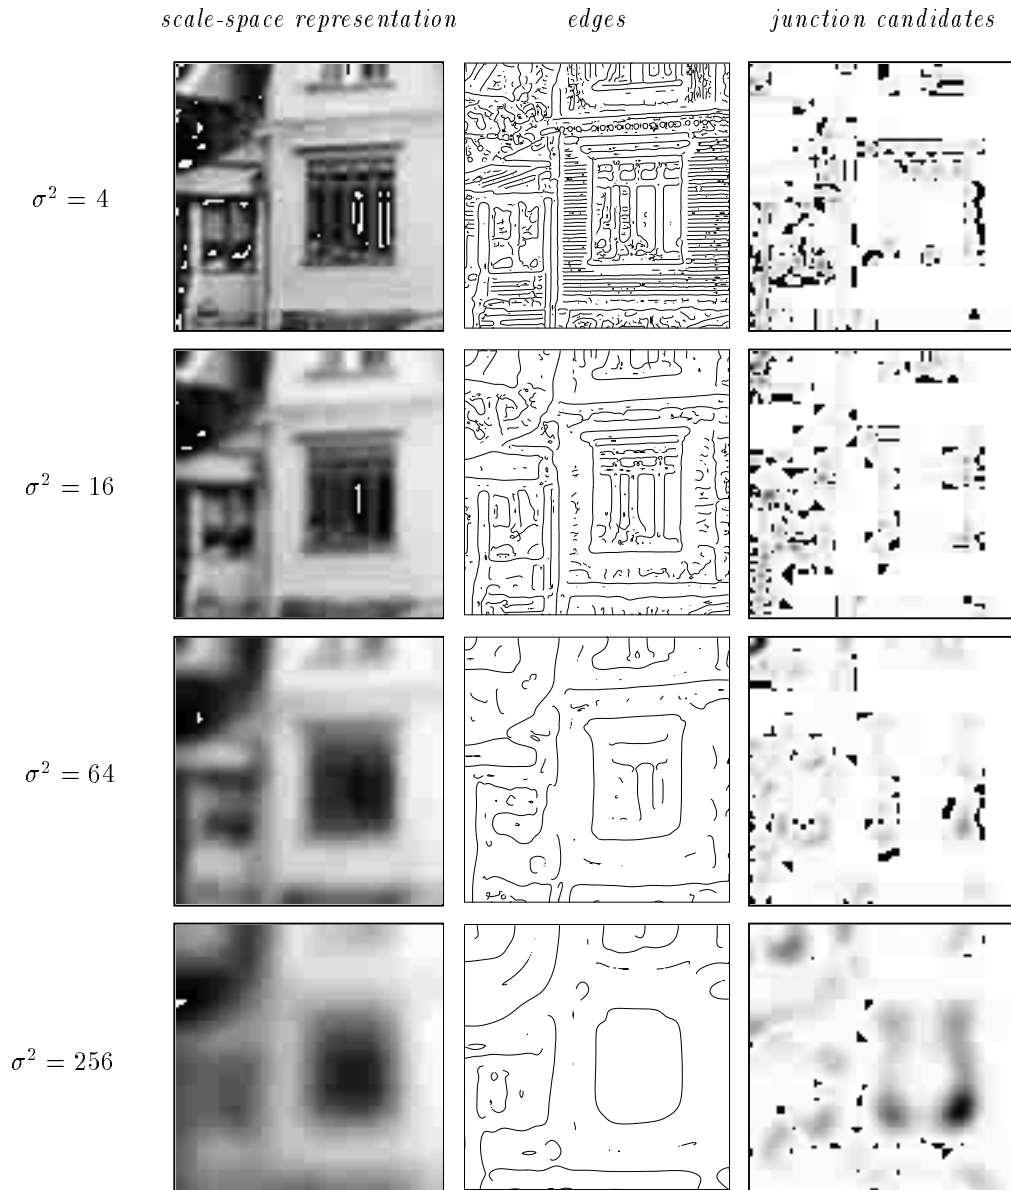 scale-space representation edges junction candidates
σ² = 4
σ² = 16
σ² = 64
σ² = 256